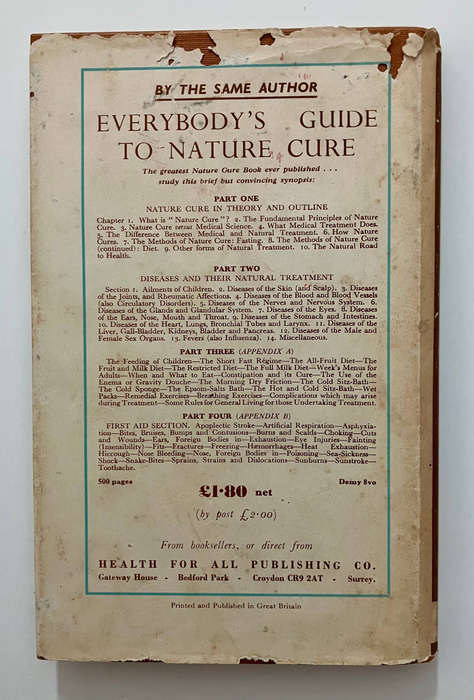 BY THE SAME AUTHOR
EVERYBODY'S GUIDE
TO NATURE CURE
The greatest Nature Cure Book ever published . . .
study this brief but convincing synopsis:
PART ONE
NATURE CURE IN THEORY AND OUTLINE
Chapter 1. What is "Nature Cure"? 2. The Fundamental Principles of Nature
Cure. 3. Nature Cure versus Medical Science. 4. What Medical Treatment Does.
5. The Difference Between Medical and Natural Treatment. 6. How Nature
Cures. 7. The Methods of Nature Cure: Fasting. 8. The Methods of Nature Cure
(continued): Diet. 9. Other forms of Natural Treatment. 10. The Natural Road
to Health.
PART TWO
DISEASES AND THEIR NATURAL TREATMENT
Section 1. Ailments of Children. 2. Diseases of the Skin (and Scalp). 3. Diseases
of the Joints, and Rheumatic Affections. 4. Diseases of the Blood and Blood Vessels
(also Circulatory Disorders). 5. Diseases of the Nerves and Nervous System. 6.
Diseases of the Glands and Glandular System. 7. Diseases of the Eyes. 8. Diseases
of the Ears, Nose, Mouth and Throat. 9. Diseases of the Stomach and Intestines.
10. Diseases of the Heart, Lungs, Bronchial Tubes and Larynx. 11. Diseases of the
Liver, Gall-Bladder, Kidneys, Bladder and Pancreas. 12. Diseases of the Male and
Female Sex Organs. 13. Fevers (also Influenza). 14. Miscellaneous.
PART THREE (APPENDIX A)
The Feeding of Children—The Short Fast Régime—The All-Fruit Diet—The
Fruit and Milk Diet—The Restricted Diet—The Full Milk Diet—Week's Menus for
Adults—When and What to Eat—Constipation and its Cure—The Use of the
Enema or Gravity Douche—The Morning Dry Friction—The Cold Sitz-Bath—
The Cold Sponge—The Epsom-Salts Bath—The Hot and Cold Sitz-Bath—Wet
Packs—Remedial Exercises—Breathing Exercises—Complications which may arise
during Treatment—Some Rules for General Living for those Undertaking Treatment.
PART FOUR (APPENDIX B)
FIRST AID SECTION. Apoplectic Stroke—Artificial Respiration—Asphyxia-
tion—Bites, Bruises, Bumps and Contusions—Burns and Scalds—Choking—Cuts
and Wounds—Ears, Foreign Bodies in—Exhaustion—Eye Injuries—Fainting
(Insensibility)—Fits—Fractures—Freezing—Hæmorrhages—Heat Exhaustion—
Hiccough—Nose Bleeding—Nose, Foreign Bodies in—Poisoning—Sea-Sickness—
Shock—Snake-Bites—Sprains, Strains and Dislocations—Sunburns—Sunstroke—
Toothache.
500 pages Demy 8vo
£1·80 net
(by post £2·00)
From booksellers, or direct from
HEALTH FOR ALL PUBLISHING CO.
Gateway House - Bedford Park - Croydon CR9 2AT - Surrey.
Printed and Published in Great Britain